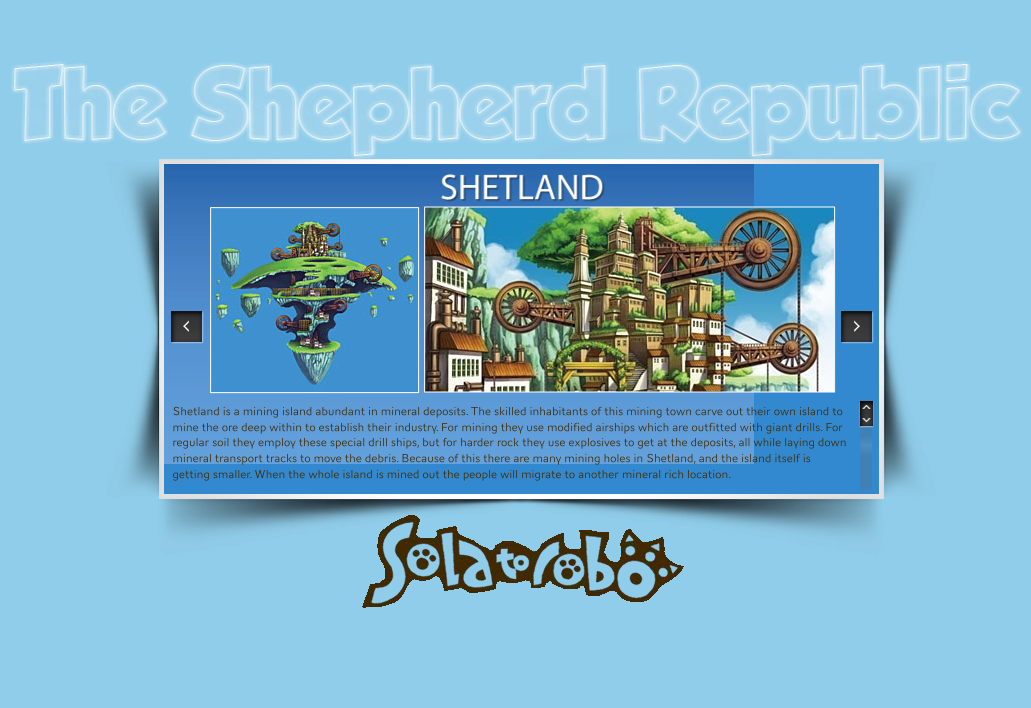 The Shepherd Republic
SHETLAND
Shetland is a mining island abundant in mineral deposits. The skilled inhabitants of this mining town carve out their own island to
mine the ore deep within to establish their industry. For mining they use modified airships which are outfitted with giant drills. For
regular soil they employ these special drill ships, but for harder rock they use explosives to get at the deposits, all while laying down
mineral transport tracks to move the debris. Because of this there are many mining holes in Shetland, and the island itself is
getting smaller. When the whole island is mined out the people will migrate to another mineral rich location.
Solatorobo